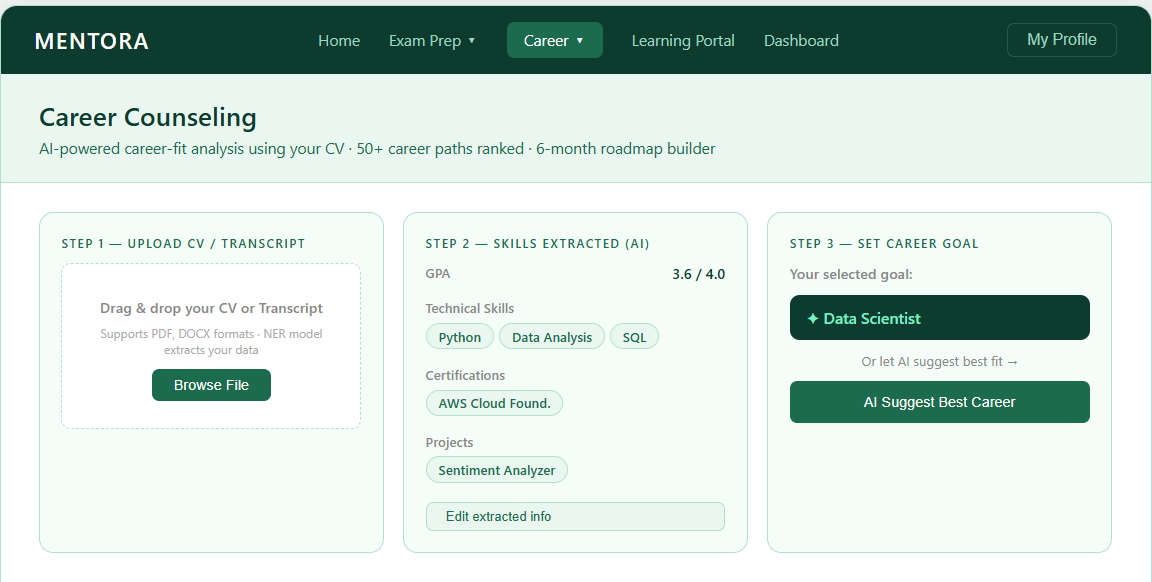 MENTORA
Home
Exam Prep ▼
Career ▼
Learning Portal
Dashboard
My Profile
Career Counseling
AI-powered career-fit analysis using your CV · 50+ career paths ranked · 6-month roadmap builder
STEP 1 — UPLOAD CV / TRANSCRIPT
Drag & drop your CV or Transcript
Supports PDF, DOCX formats · NER model
extracts your data
Browse File
STEP 2 — SKILLS EXTRACTED (AI)
GPA 3.6 / 4.0
Technical Skills
Python Data Analysis SQL
Certifications
AWS Cloud Found.
Projects
Sentiment Analyzer
Edit extracted info
STEP 3 — SET CAREER GOAL
Your selected goal:
✦ Data Scientist
Or let AI suggest best fit →
AI Suggest Best Career